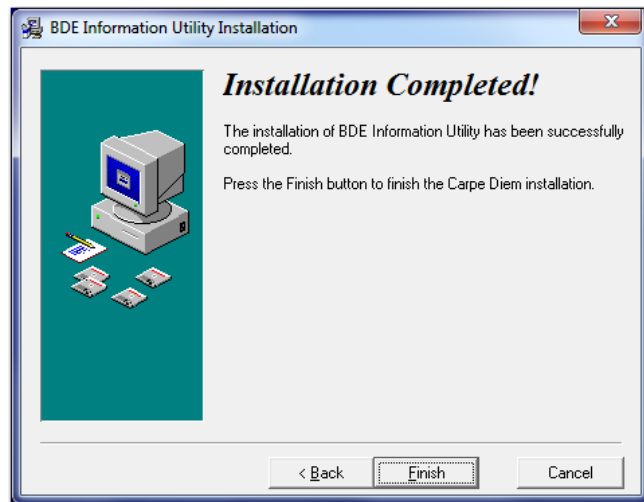 BDE Information Utility Installation
Installation Completed!
The installation of BDE Information Utility has been successfully
completed.
Press the Finish button to finish the Carpe Diem installation.
< Back
Finish
Cancel